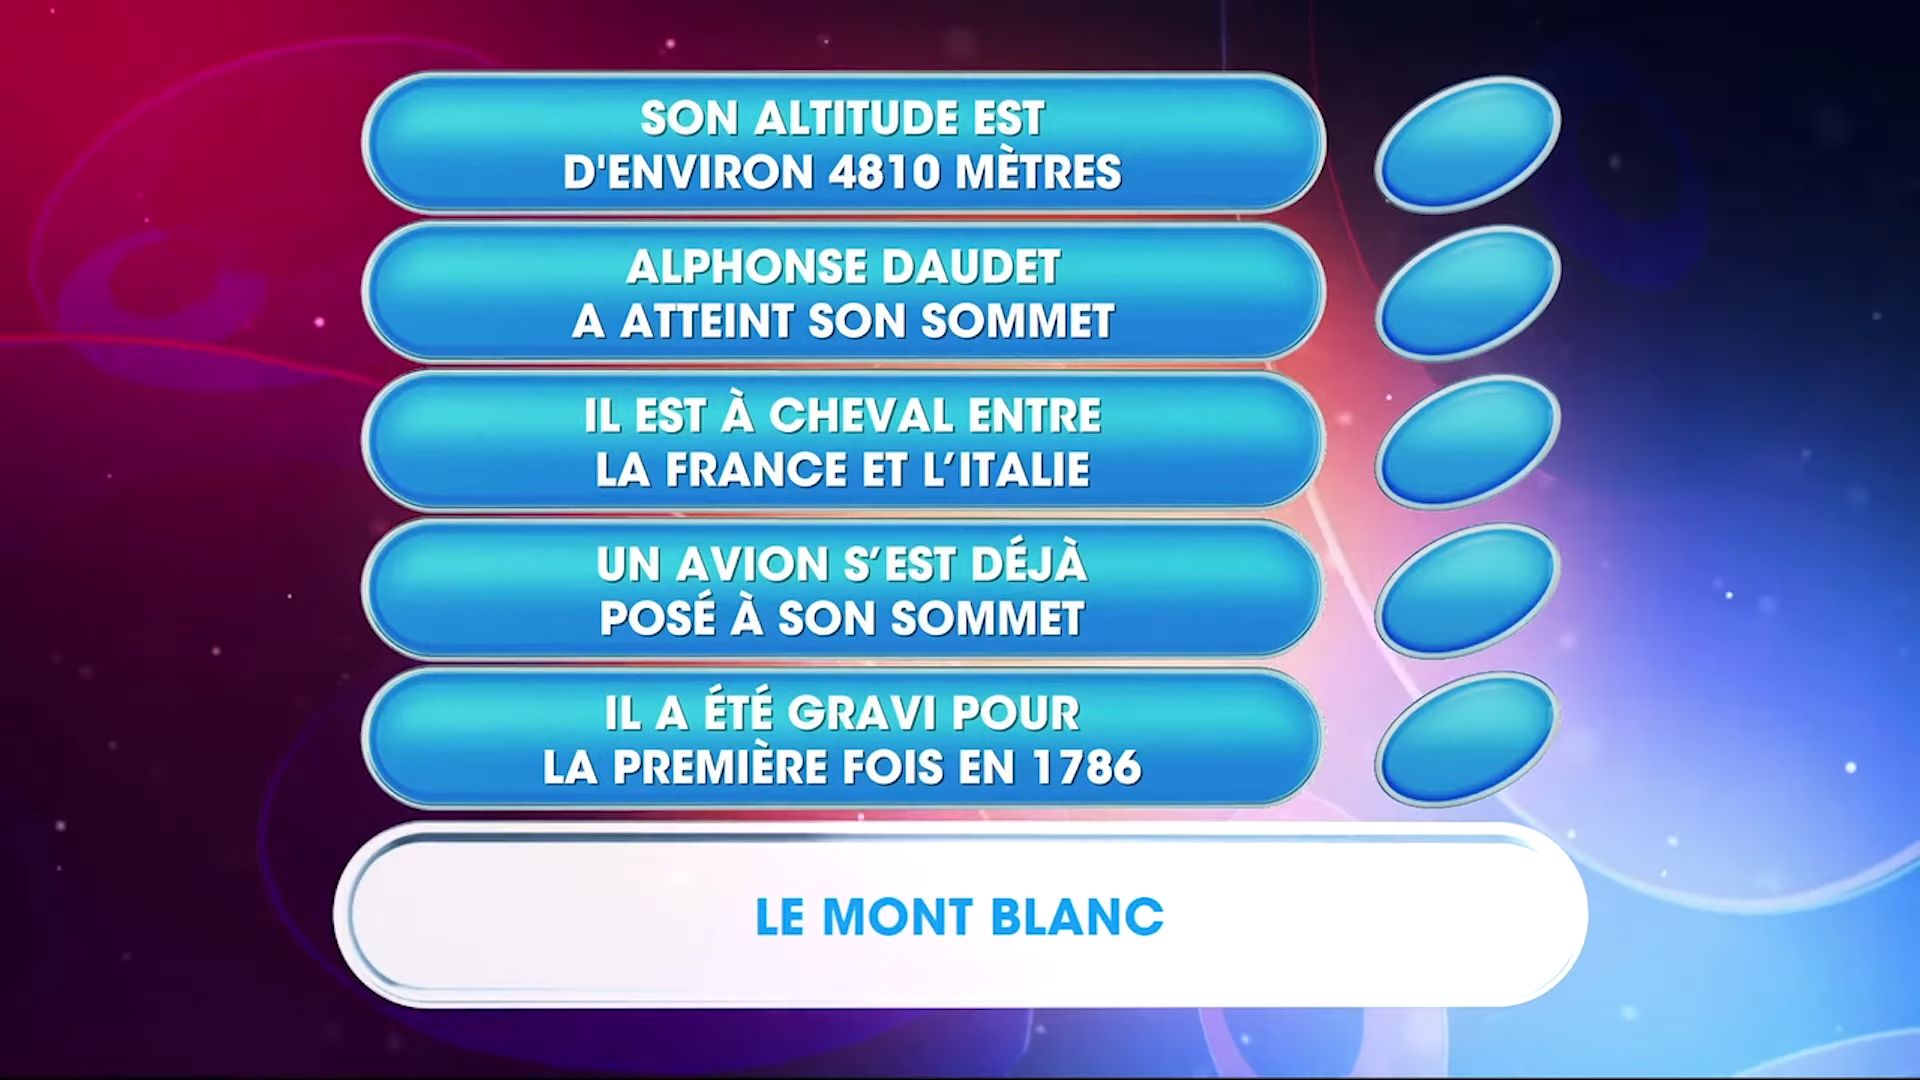 SON ALTITUDE EST
D'ENVIRON 4810 MÈTRES
ALPHONSE DAUDET
A ATTEINT SON SOMMET
IL EST À CHEVAL ENTRE
LA FRANCE ET L’ITALIE
UN AVION S’EST DÉJÀ
POSÉ À SON SOMMET
IL A ÉTÉ GRAVI POUR
LA PREMIÈRE FOIS EN 1786
LE MONT BLANC